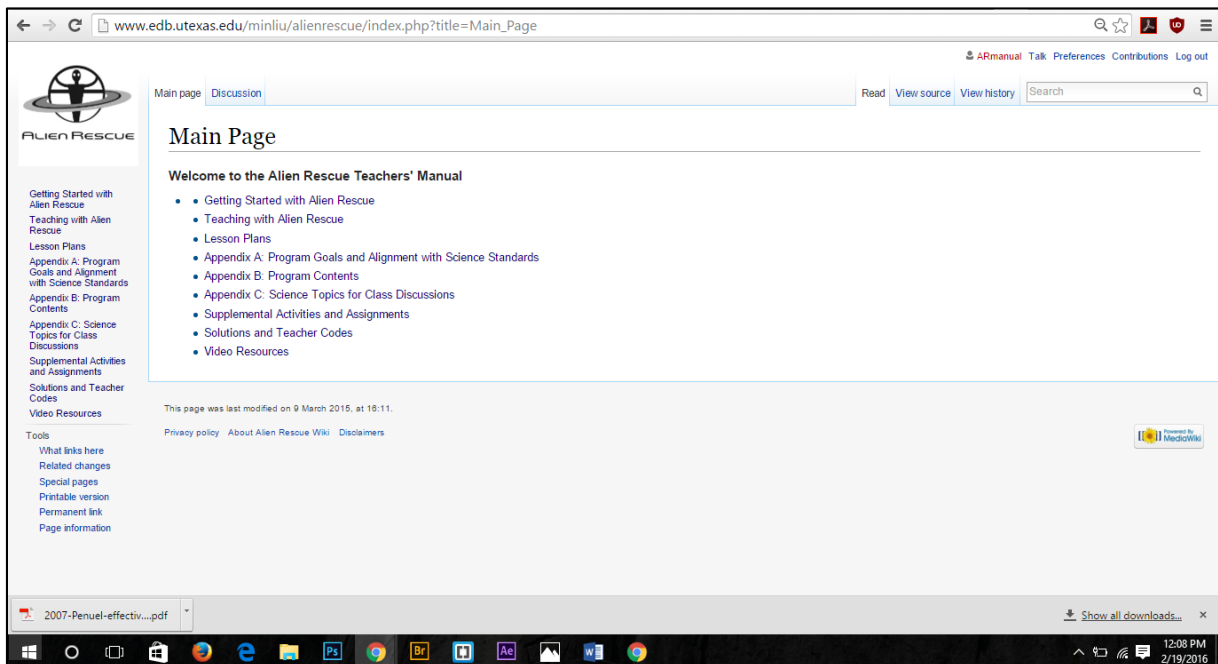 www.edb.utexas.edu/minliu/alienrescue/index.php?title=Main_Page
ARmanual Talk Preferences Contributions Log out
Main page Discussion Read View source View history Search
ALIEN RESCUE
Main Page
Welcome to the Alien Rescue Teachers' Manual
Getting Started with Alien Rescue
Teaching with Alien Rescue
Lesson Plans
Appendix A: Program Goals and Alignment with Science Standards
Appendix B: Program Contents
Appendix C: Science Topics for Class Discussions
Supplemental Activities and Assignments
Solutions and Teacher Codes
Video Resources
Getting Started with
Alien Rescue
Teaching with Alien
Rescue
Lesson Plans
Appendix A: Program
Goals and Alignment
with Science Standards
Appendix B: Program
Contents
Appendix C: Science
Topics for Class
Discussions
Supplemental Activities
and Assignments
Solutions and Teacher
Codes
Video Resources
Tools
What links here
Related changes
Special pages
Printable version
Permanent link
Page information
This page was last modified on 9 March 2015, at 16:11.
Privacy policy About Alien Rescue Wiki Disclaimers
Powered By
MediaWiki
2007-Penuel-effectiv....pdf
Show all downloads...
Ps
Br
Ae
12:08 PM
2/19/2016